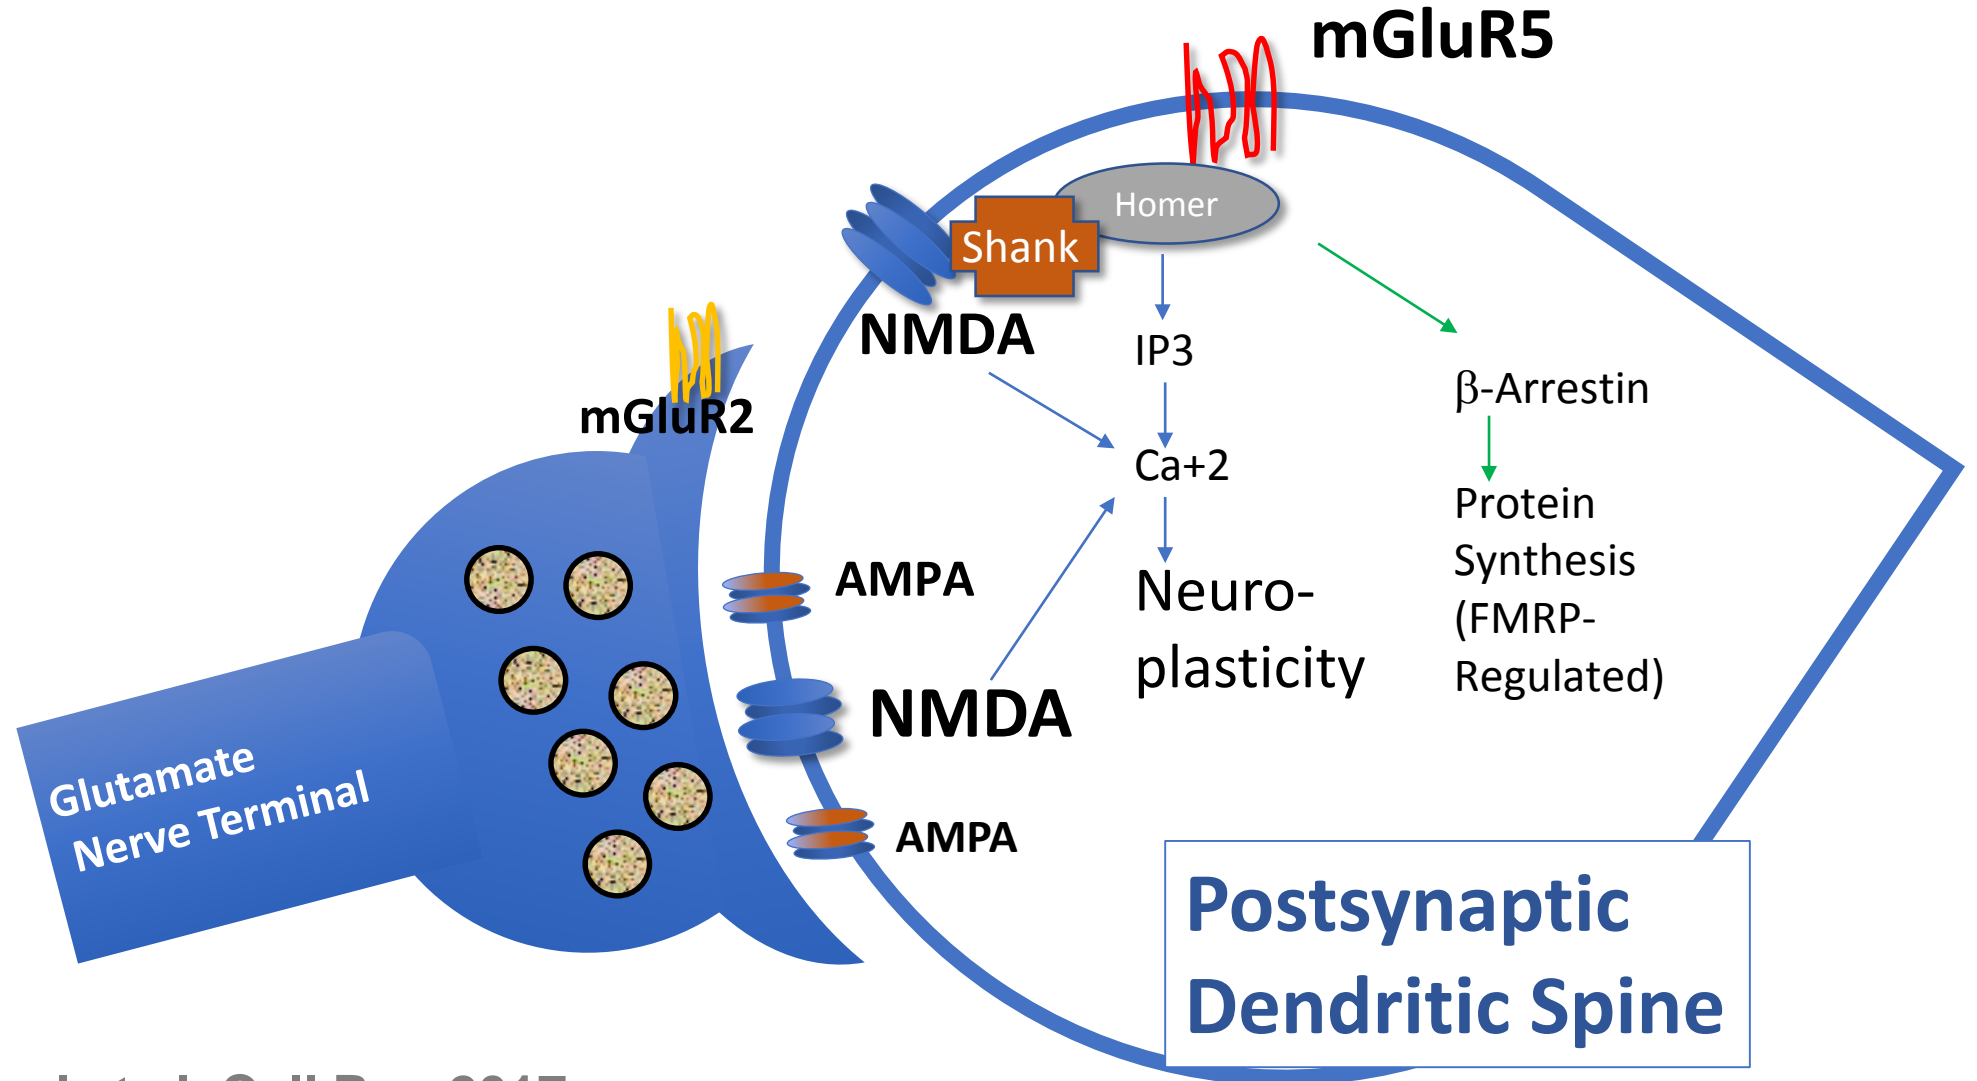 mGluR5
Homer
Shank
NMDA
IP3
mGluR2
β-Arrestin
Ca+2
Protein
Synthesis
(FMRP-
Regulated)
AMPA
Neuro-
plasticity
NMDA
Glutamate
Nerve Terminal
AMPA
Postsynaptic
Dendritic Spine